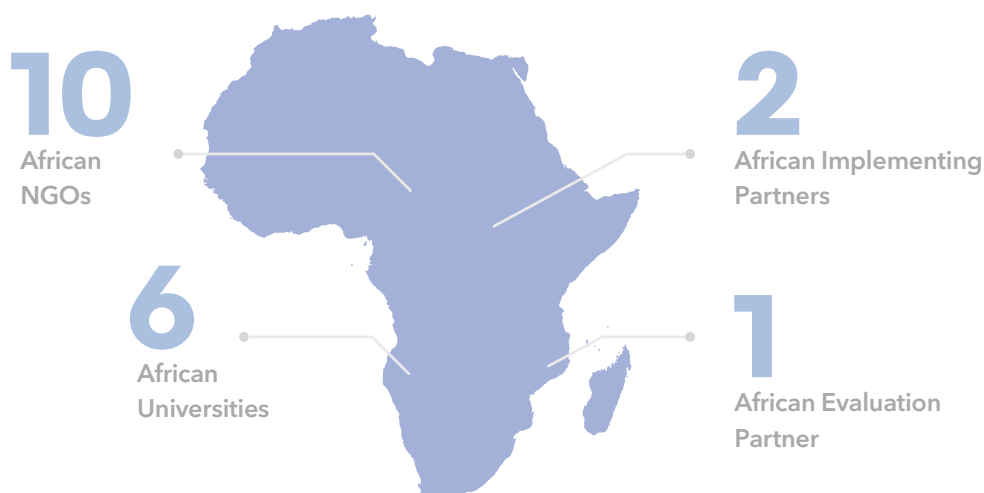 10
African
NGOs
2
African Implementing
Partners
6
African
Universities
1
African Evaluation
Partner